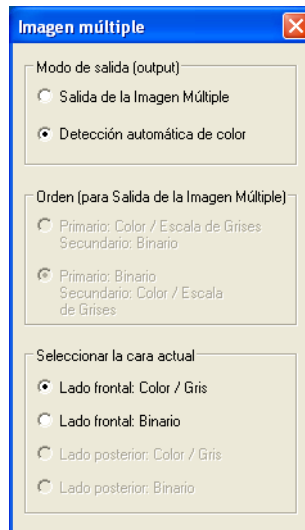 Imagen múltiple
Modo de salida (output)
Salida de la Imagen Múltiple
Detección automática de color
Orden (para Salida de la Imagen Múltiple)
Primario: Color / Escala de Grises
Secundario: Binario
Primario: Binario
Secundario: Color / Escala
de Grises
Seleccionar la cara actual
Lado frontal: Color / Gris
Lado frontal: Binario
Lado posterior: Color / Gris
Lado posterior: Binario